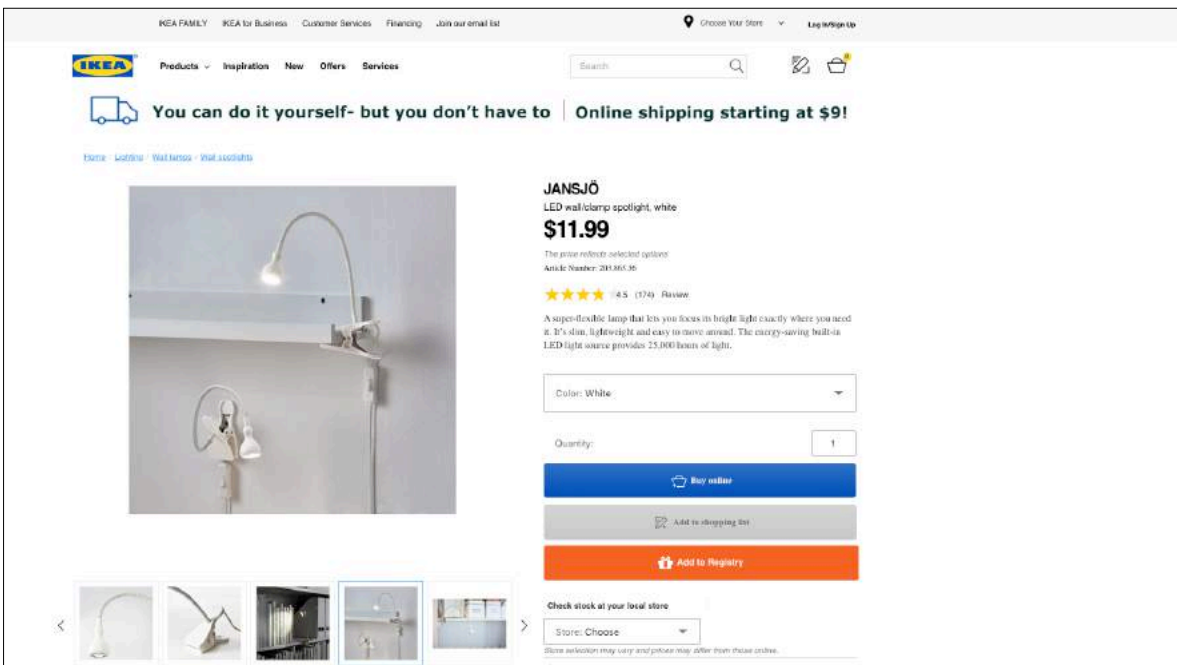 IKEA FAMILY IKEA for Business Customer Services Financing Join our email list Choose Your Store Log In/Sign Up
IKEA Products Inspiration New Offers Services Search 0
You can do it yourself- but you don't have to | Online shipping starting at $9!
Home / Lighting / Wall lamps / Wall spotlights
JANSJÖ
LED wall/clamp spotlight, white
$11.99
The price reflects selected options
Article Number:
4.5 (174) Review
A super-flexible lamp that lets you focus its bright light exactly where you need
it. It's slim, lightweight and easy to move around. The energy-saving built-in
LED light source provides 25,000 hours of light.
Color: White
Quantity: 1
Buy online
Add to shopping list
Add to Registry
Check stock at your local store
Store: Choose
Store selection may vary and prices may differ from those online.